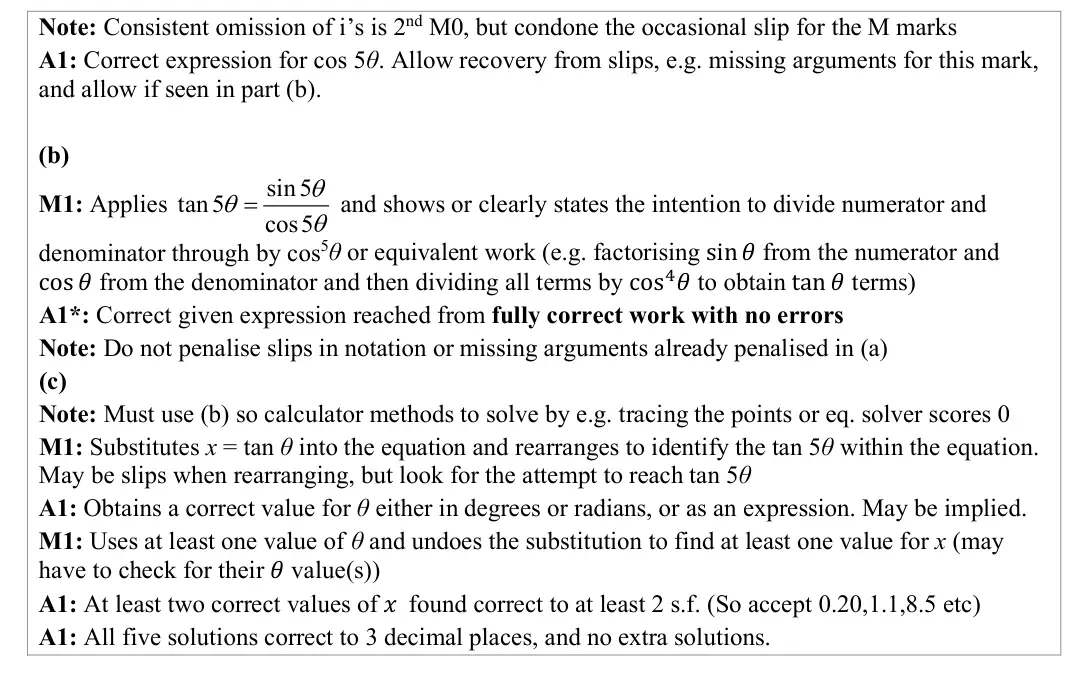 Note: Consistent omission of i's is 2nd M0, but condone the occasional slip for the M marks
A1: Correct expression for cos 5θ. Allow recovery from slips, e.g. missing arguments for this mark,
and allow if seen in part (b).
(b)
M1: Applies tan 5θ = sin 5θ / cos 5θ and shows or clearly states the intention to divide numerator and
denominator through by cos⁵θ or equivalent work (e.g. factorising sin θ from the numerator and
cos θ from the denominator and then dividing all terms by cos⁴θ to obtain tan θ terms)
A1*: Correct given expression reached from fully correct work with no errors
Note: Do not penalise slips in notation or missing arguments already penalised in (a)
(c)
Note: Must use (b) so calculator methods to solve by e.g. tracing the points or eq. solver scores 0
M1: Substitutes x = tan θ into the equation and rearranges to identify the tan 5θ within the equation.
May be slips when rearranging, but look for the attempt to reach tan 5θ
A1: Obtains a correct value for θ either in degrees or radians, or as an expression. May be implied.
M1: Uses at least one value of θ and undoes the substitution to find at least one value for x (may
have to check for their θ value(s))
A1: At least two correct values of x found correct to at least 2 s.f. (So accept 0.20,1.1,8.5 etc)
A1: All five solutions correct to 3 decimal places, and no extra solutions.